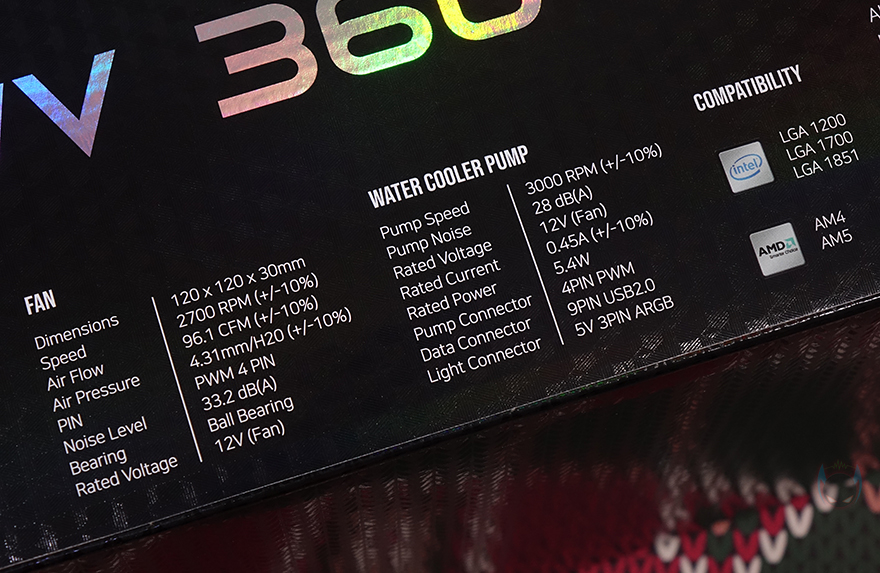 V 360
FAN
Dimensions 120 x 120 x 30mm
Speed 2700 RPM (+/-10%)
Air Flow 96.1 CFM (+/-10%)
Air Pressure 4.31mm/H20 (+/-10%)
PIN PWM 4 PIN
Noise Level 33.2 dB(A)
Bearing Ball Bearing
Rated Voltage 12V (Fan)
WATER COOLER PUMP
Pump Speed 3000 RPM (+/-10%)
Pump Noise 28 dB(A)
Rated Voltage 12V (Fan)
Rated Current 0.45A (+/-10%)
Rated Power 5.4W
Pump Connector 4PIN PWM
Data Connector 9PIN USB2.0
Light Connector 5V 3PIN ARGB
COMPATIBILITY
intel
LGA 1200
LGA 1700
LGA 1851
AMD
Smarter Choice
AM4
AM5